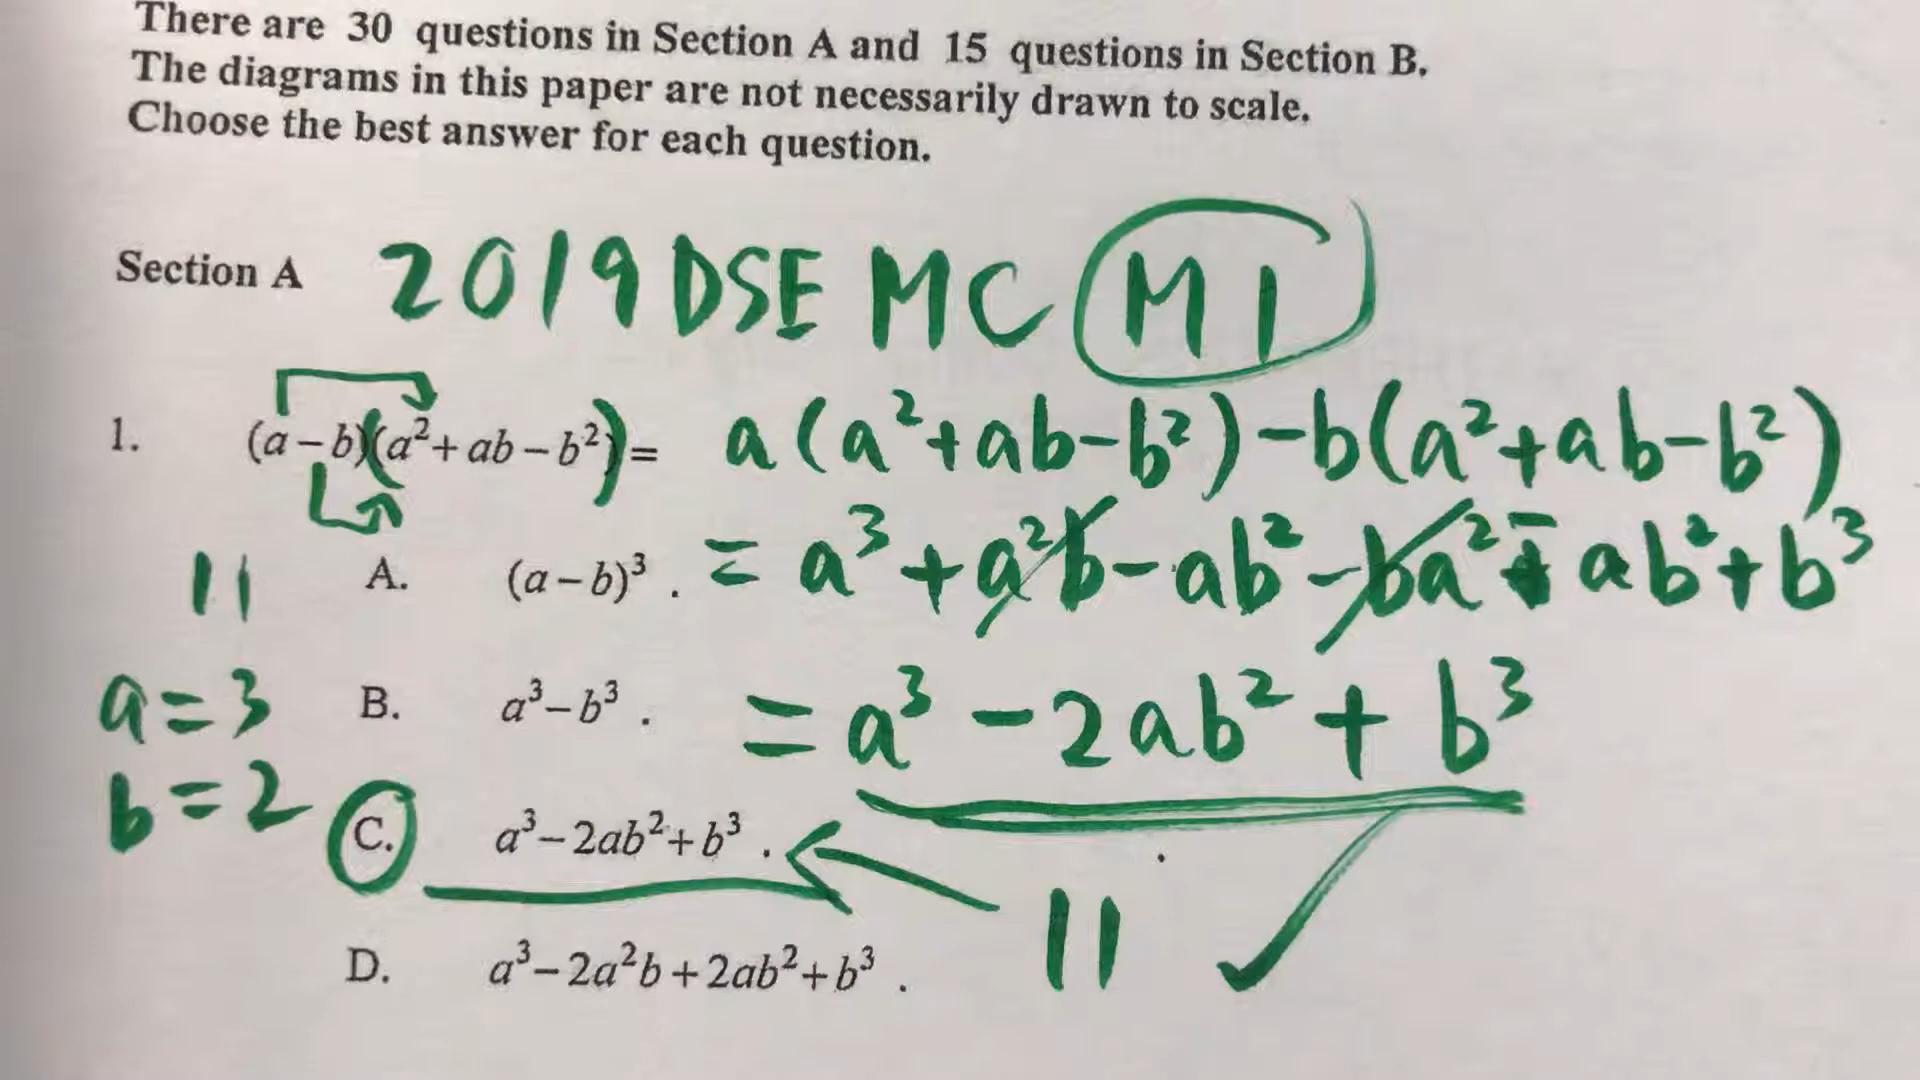 There are 30 questions in Section A and 15 questions in Section B.
The diagrams in this paper are not necessarily drawn to scale.
Choose the best answer for each question.
Section A 2019 DSE MC M1
1. (a−b)(a²+ab−b²)= a(a²+ab−b²)−b(a²+ab−b²)
11 A. (a−b)³ . = a³+a²b−ab²−ba²−ab²+b³
a=3 B. a³−b³ . = a³−2ab²+b³
b=2 C. a³−2ab²+b³ .
11
D. a³−2a²b+2ab²+b³ .